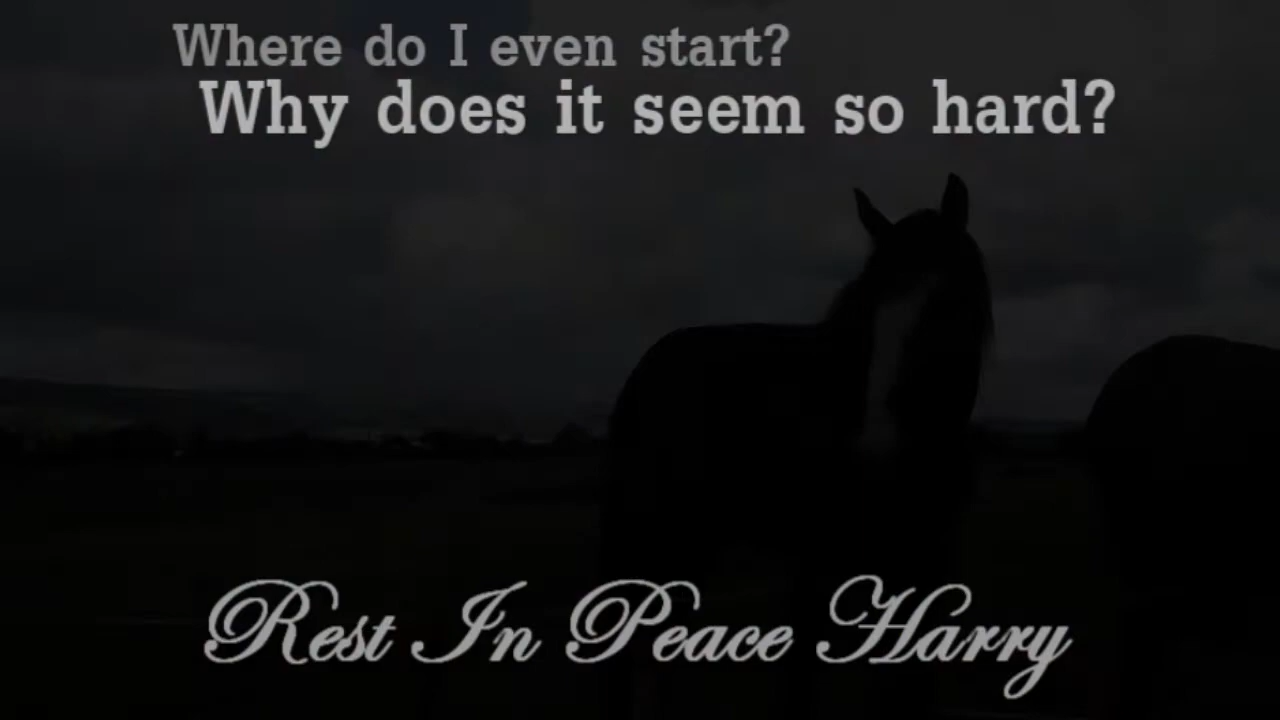 Where do I even start?
Why does it seem so hard?
Rest In Peace Harry